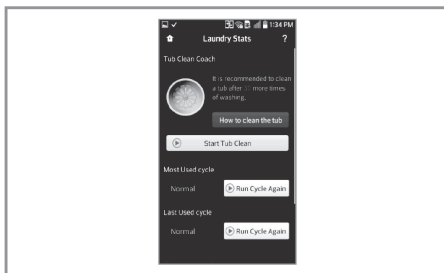 1:34 PM
Laundry Stats ?
Tub Clean Coach
It is recommended to clean
a tub after more times
of washing.
How to clean the tub
Start Tub Clean
Most Used cycle
Normal Run Cycle Again
Last Used cycle
Normal Run Cycle Again